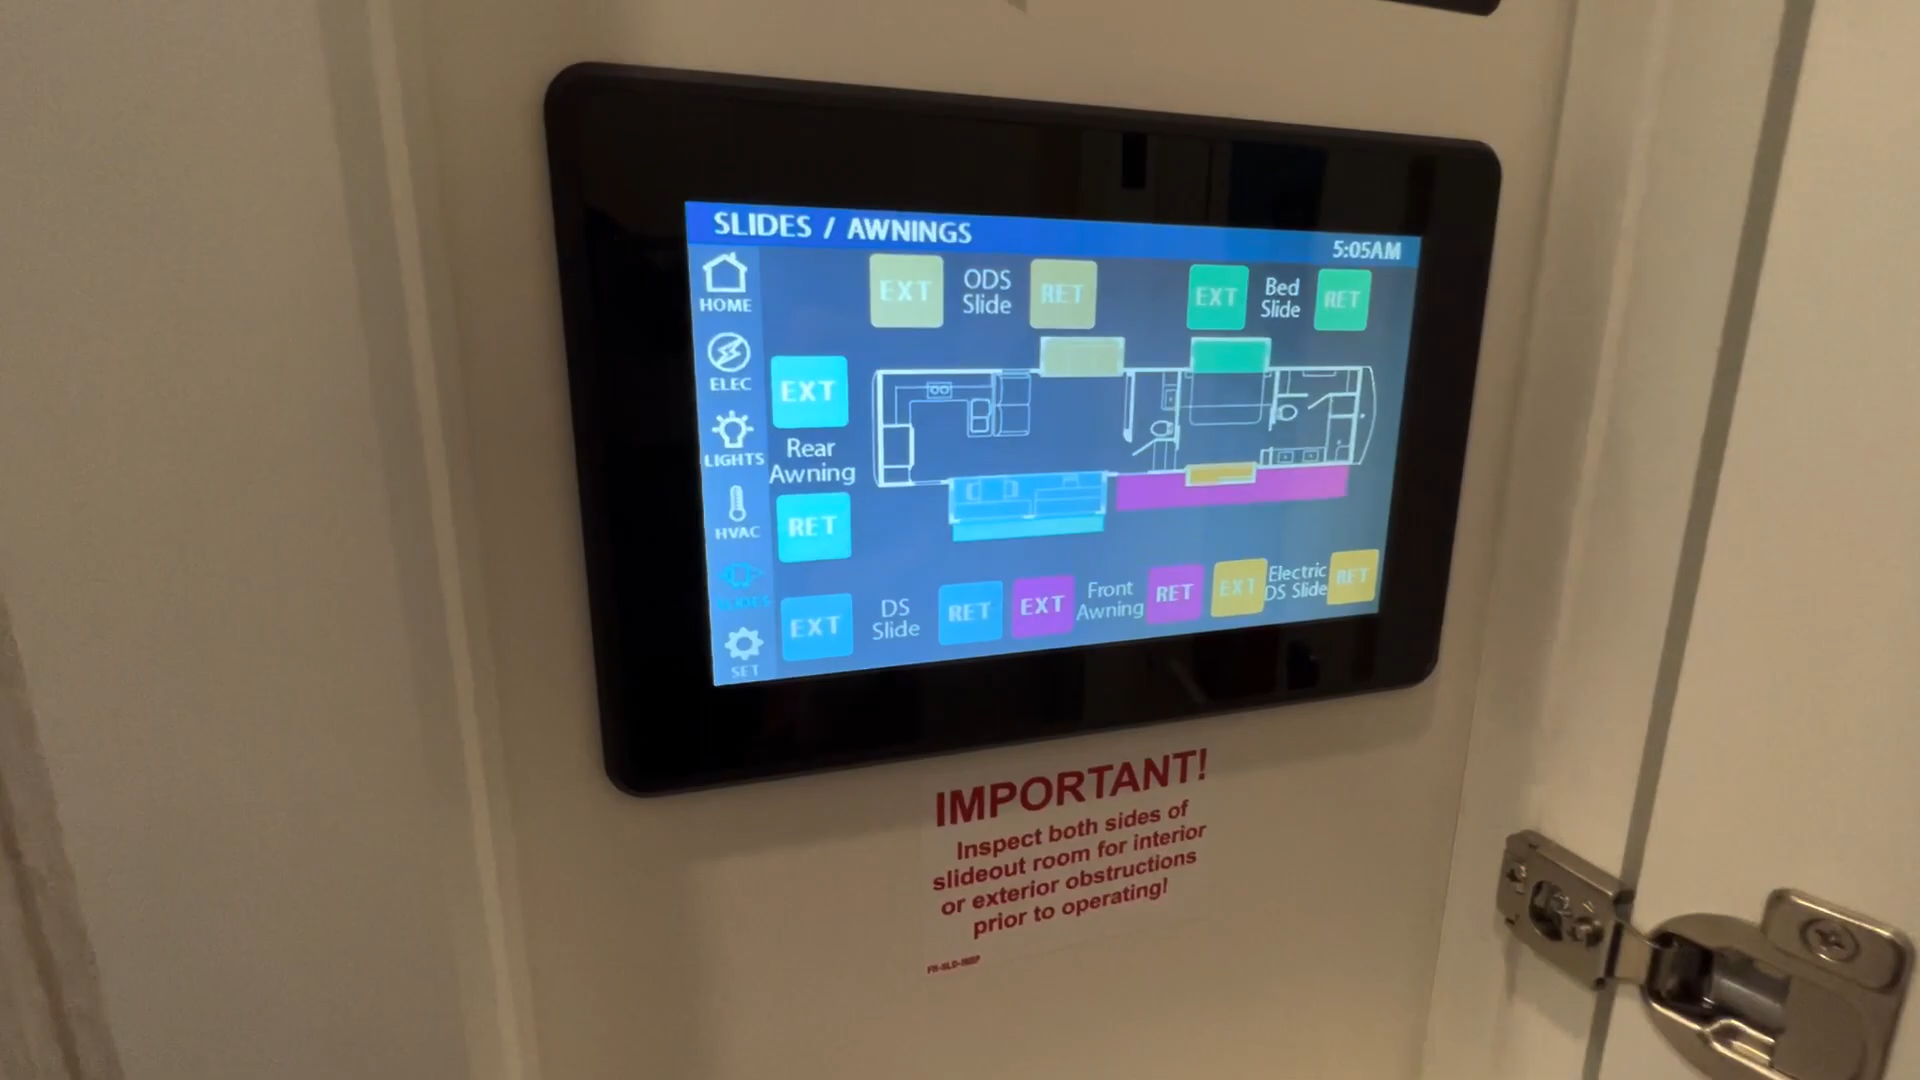 SLIDES / AWNINGS
5:05AM
HOME
ELEC
LIGHTS
HVAC
SLIDES
SET
EXT
ODS
Slide
RET
EXT
Bed
Slide
RET
EXT
Rear
Awning
RET
EXT
DS
Slide
RET
EXT
Front
Awning
RET
EXT
Electric
DS Slide
RET
IMPORTANT!
Inspect both sides of
slideout room for interior
or exterior obstructions
prior to operating!